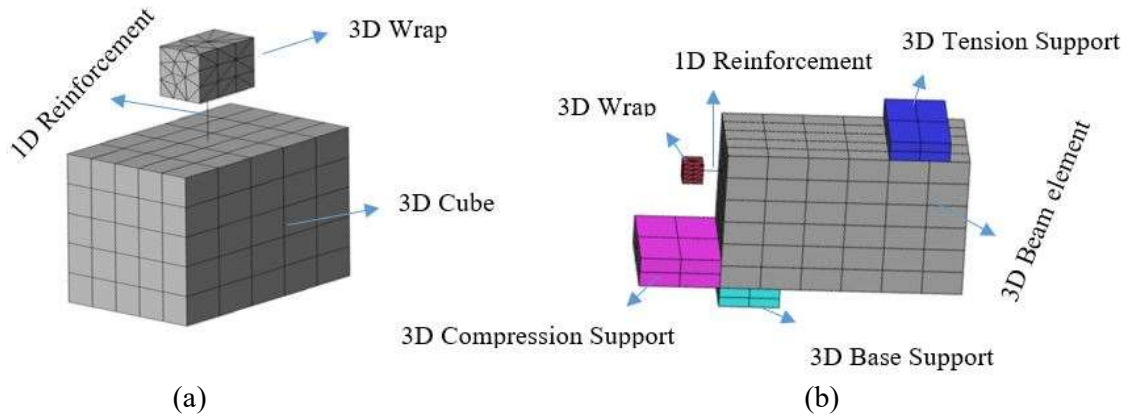 3D Wrap
1D Reinforcement
3D Cube
(a)
3D Tension Support
1D Reinforcement
3D Wrap
3D Beam element
3D Compression Support
3D Base Support
(b)